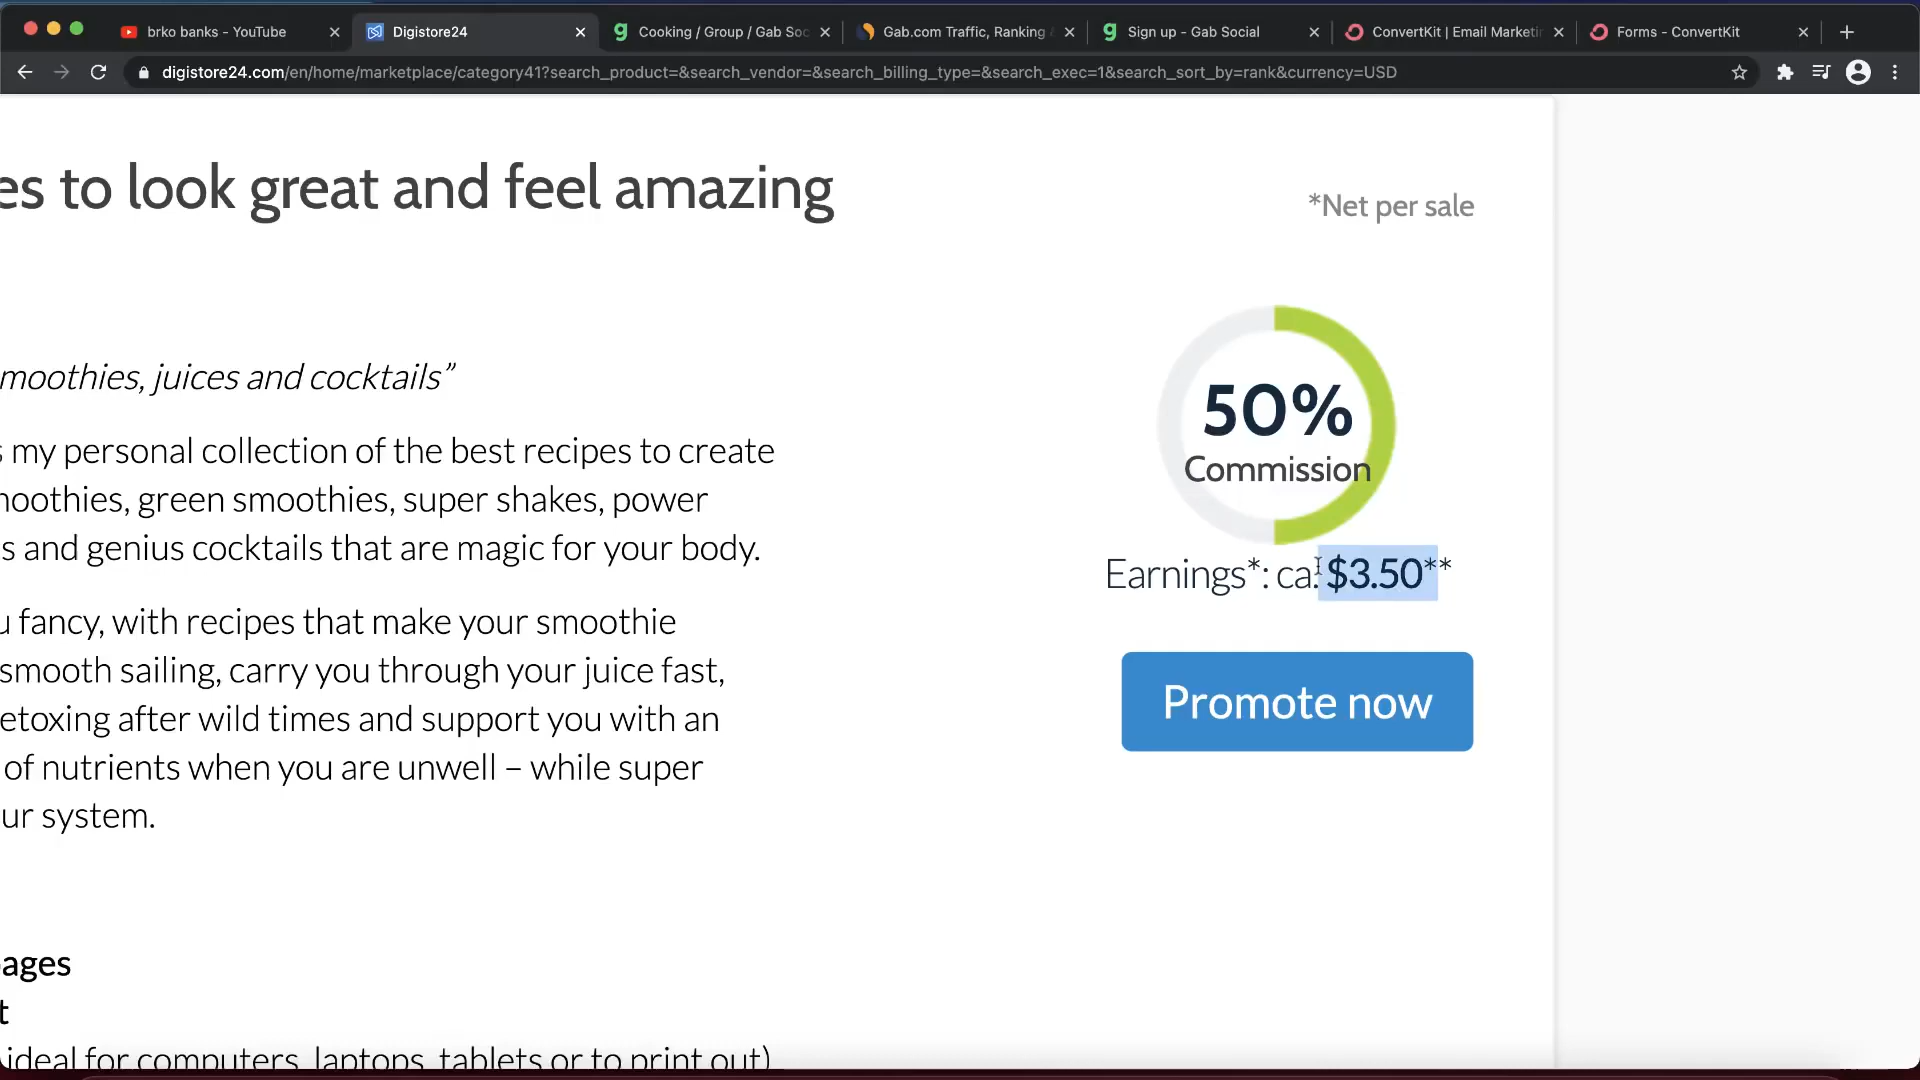 brko banks - YouTube
Digistore24
Cooking / Group / Gab Soc
Gab.com Traffic, Ranking
Sign up - Gab Social
ConvertKit | Email Marketin
Forms - ConvertKit
digistore24.com/en/home/marketplace/category41?search_product=&search_vendor=&search_billing_type=&search_exec=1&search_sort_by=rank&currency=USD
es to look great and feel amazing
*Net per sale
moothies, juices and cocktails”
50%
s my personal collection of the best recipes to create
Commission
noothies, green smoothies, super shakes, power
s and genius cocktails that are magic for your body.
Earnings*: ca. $3.50**
u fancy, with recipes that make your smoothie
smooth sailing, carry you through your juice fast,
Promote now
etoxing after wild times and support you with an
of nutrients when you are unwell – while super
ur system.
ages
t
ideal for computers, laptops, tablets or to print out)